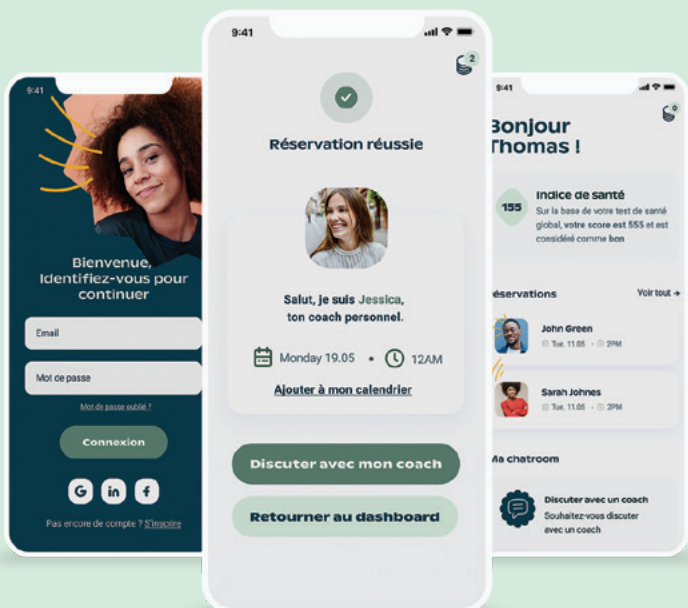 9:41
Bienvenue,
Identifiez-vous pour
continuer
Email
Mot de passe
Mot de passe oublié ?
Connexion
G in f
Pas encore de compte ? S'inscrire
9:41
2
Réservation réussie
Salut, je suis Jessica,
ton coach personnel.
Monday 19.05 • 12AM
Ajouter à mon calendrier
Discuter avec mon coach
Retourner au dashboard
9:41
0
Bonjour
Thomas !
155
Indice de santé
Sur la base de votre test de santé
global, votre score est 555 et est
considéré comme bon
éservations Voir tout →
John Green
Tue, 11.05 • 2PM
Sarah Johnes
Tue, 11.05 • 2PM
Ma chatroom
Discuter avec un coach
Souhaitez-vous discuter
avec un coach